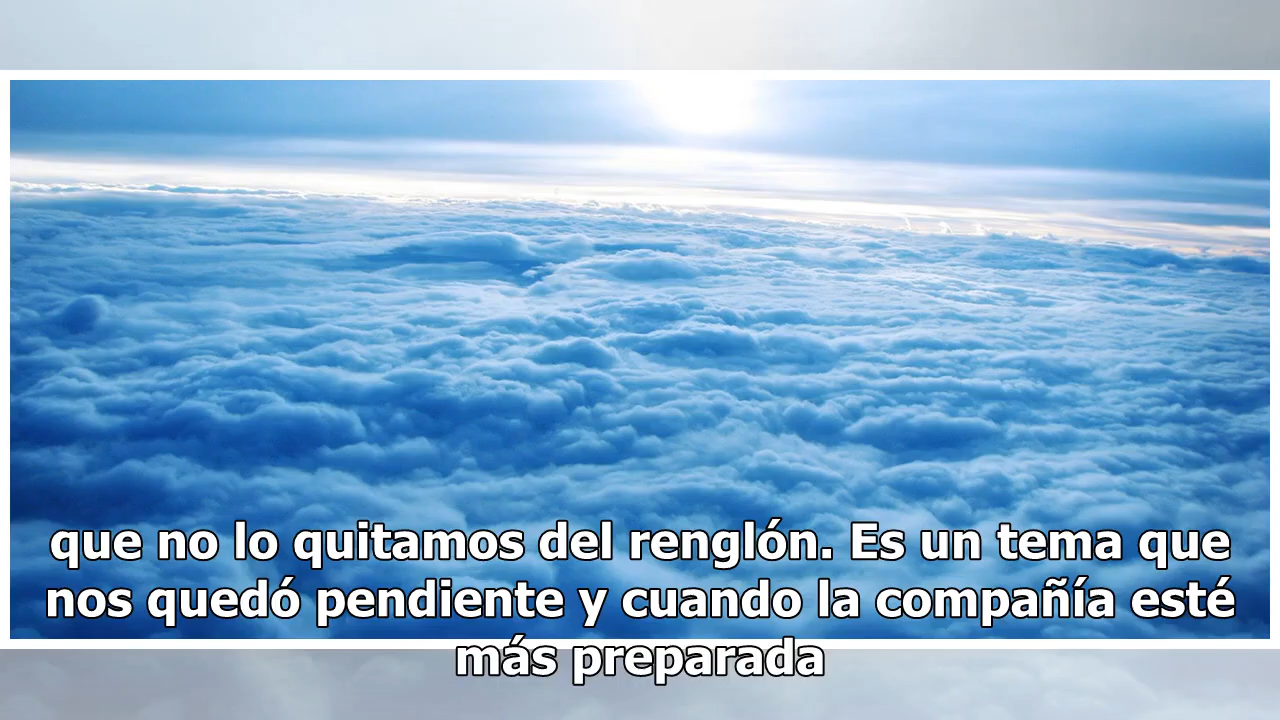 que no lo quitamos del renglón. Es un tema que
nos quedó pendiente y cuando la compañía esté
más preparada